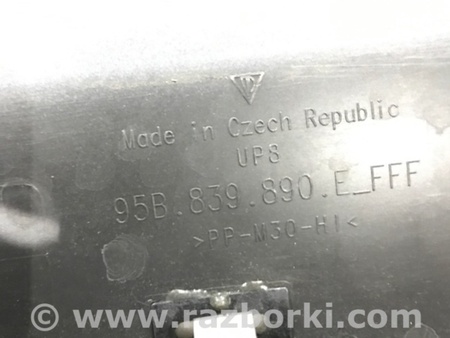 Made in Czech Republic
UP8
95B.839.890.E_FFF
>PP-M30-HI<
© www.razborki.com